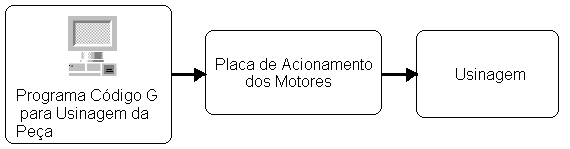 Programa Código G
para Usinagem da
Peça
Placa de Acionamento
dos Motores
Usinagem